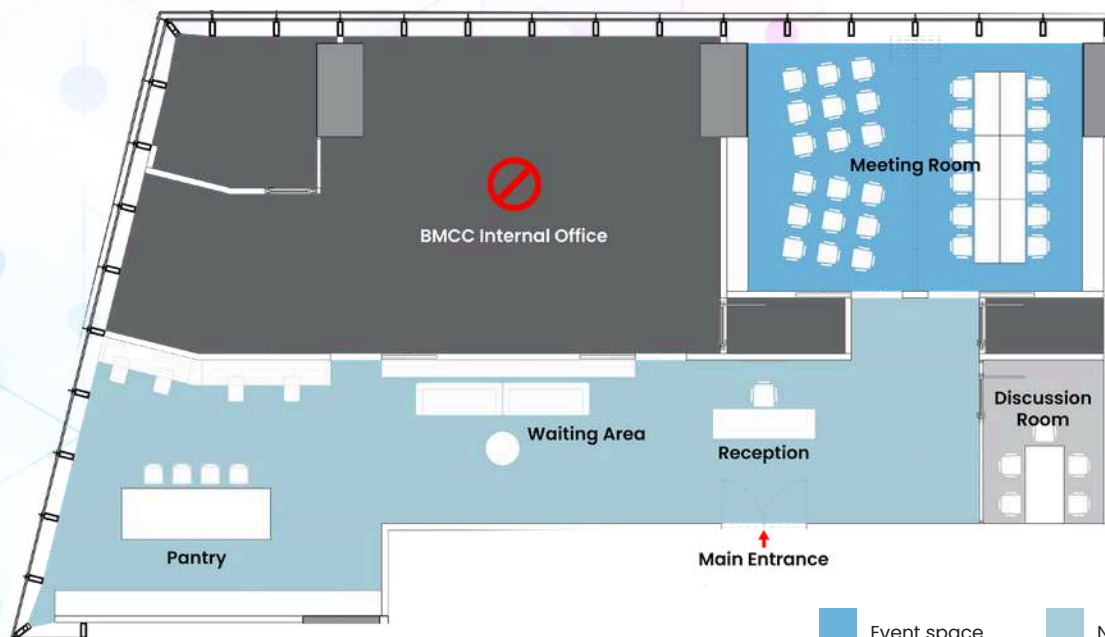 Meeting Room
BMCC Internal Office
Discussion
Room
Waiting Area
Reception
Pantry
Main Entrance
Event space
N